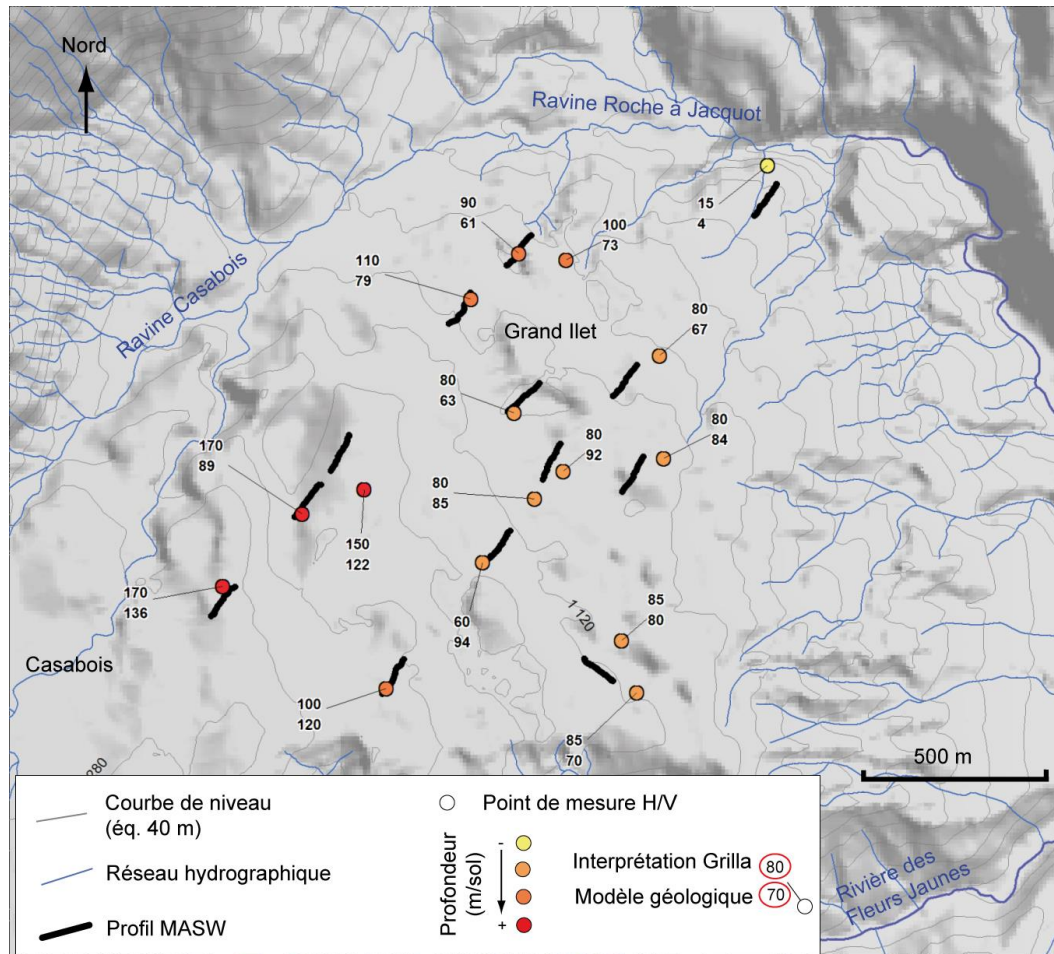 Nord
Ravine Roche à Jacquot
90
61
100
73
15
4
110
79
Ravine Casabois
Grand Ilet
80
67
80
63
80
84
170
89
80
92
80
85
150
122
170
136
60
94
85
80
1 120
Casabois
100
120
85
70
280
500 m
Courbe de niveau
(éq. 40 m)
Réseau hydrographique
Profil MASW
Point de mesure H/V
Profondeur
(m/sol)
-
+
Interprétation Grilla 80
Modèle géologique 70
Rivière des
Fleurs Jaunes